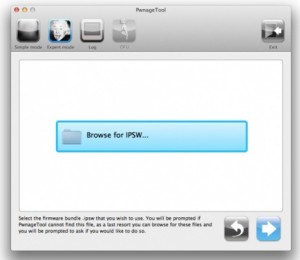 PwnageTool
Simple mode
Expert mode
Log
Exit
Browse for IPSW...
Select the firmware bundle .ipsw that you wish to use. You will be prompted if
PwnageTool cannot find this file, as a last resort you can browse for these files and
you will be prompted to ask if you would like to do so.